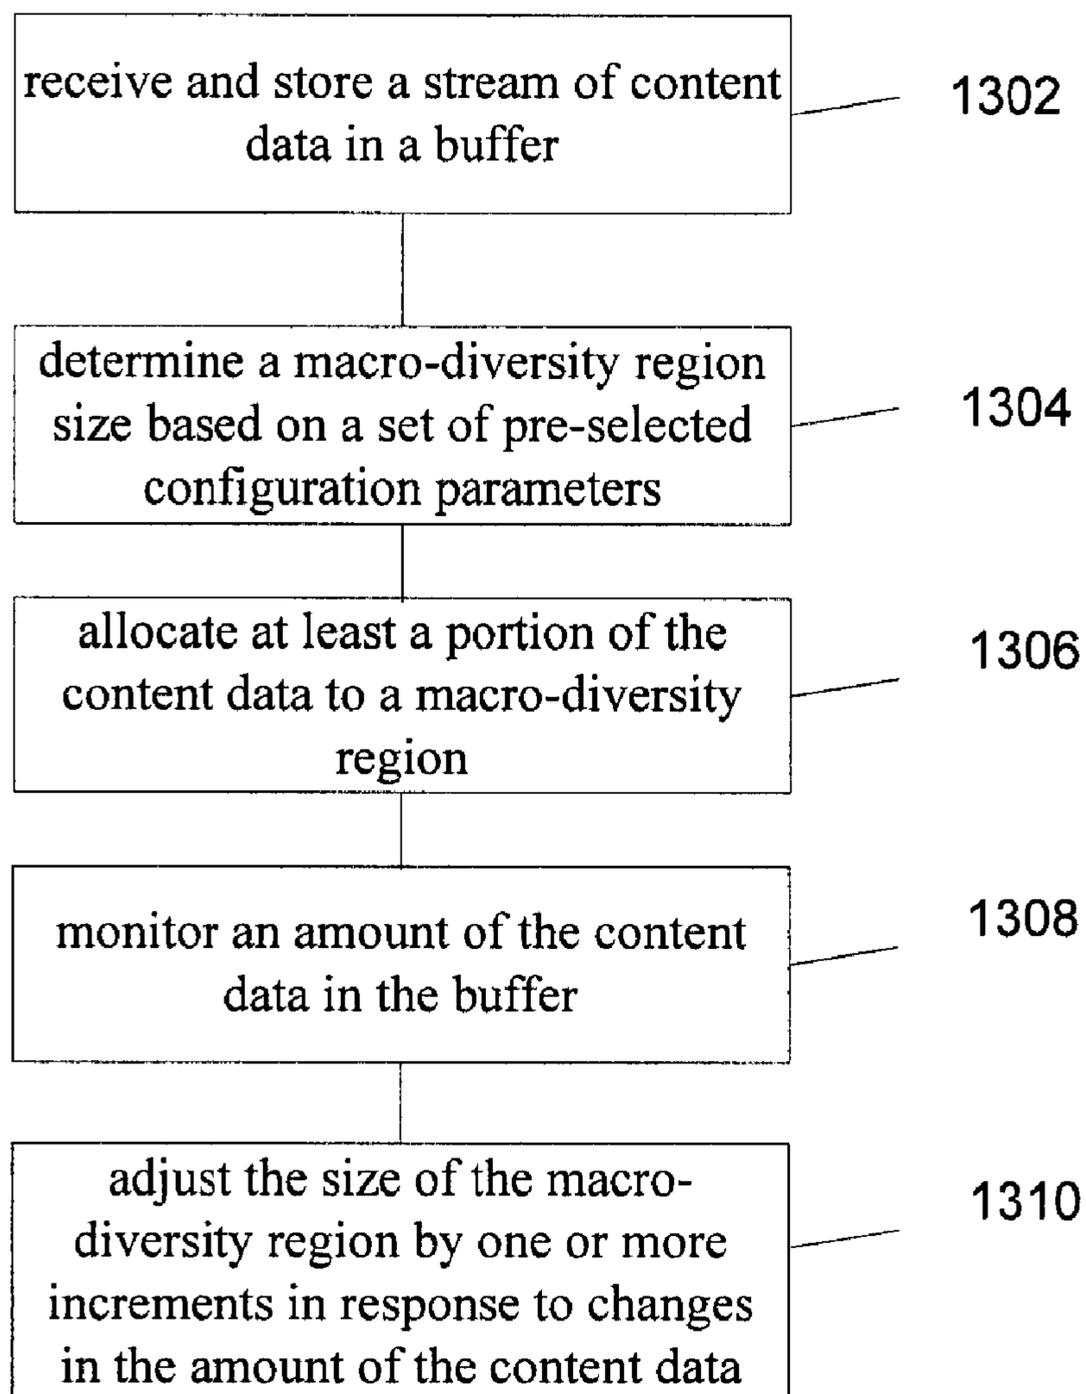 receive and store a stream of content
data in a buffer
1302
determine a macro-diversity region
size based on a set of pre-selected
configuration parameters
1304
allocate at least a portion of the
content data to a macro-diversity
region
1306
monitor an amount of the content
data in the buffer
1308
adjust the size of the macro-
diversity region by one or more
increments in response to changes
in the amount of the content data
1310